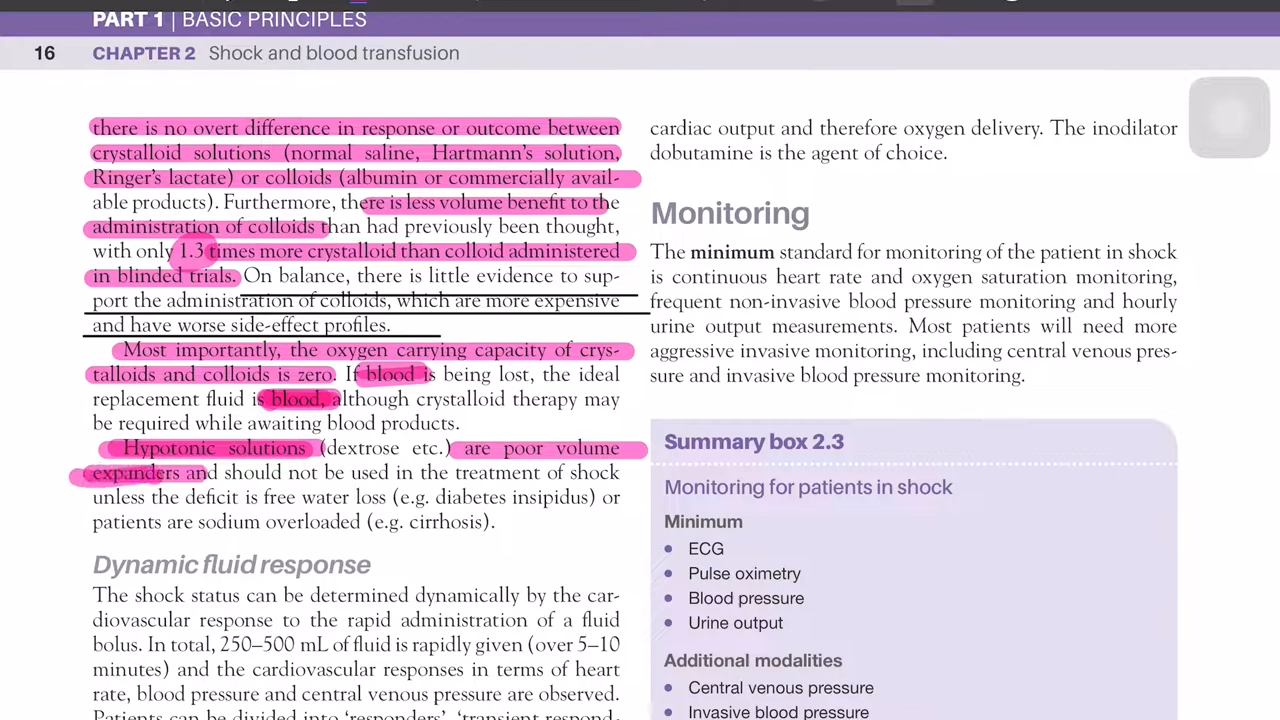 PART 1 | BASIC PRINCIPLES
16 CHAPTER 2 Shock and blood transfusion
there is no overt difference in response or outcome between
crystalloid solutions (normal saline, Hartmann's solution,
Ringer's lactate) or colloids (albumin or commercially avail-
able products). Furthermore, there is less volume benefit to the
administration of colloids than had previously been thought,
with only 1.3 times more crystalloid than colloid administered
in blinded trials. On balance, there is little evidence to sup-
port the administration of colloids, which are more expensive
and have worse side-effect profiles.
Most importantly, the oxygen carrying capacity of crys-
talloids and colloids is zero. If blood is being lost, the ideal
replacement fluid is blood, although crystalloid therapy may
be required while awaiting blood products.
Hypotonic solutions (dextrose etc.) are poor volume
expanders and should not be used in the treatment of shock
unless the deficit is free water loss (e.g. diabetes insipidus) or
patients are sodium overloaded (e.g. cirrhosis).
Dynamic fluid response
The shock status can be determined dynamically by the car-
diovascular response to the rapid administration of a fluid
bolus. In total, 250–500 mL of fluid is rapidly given (over 5–10
minutes) and the cardiovascular responses in terms of heart
rate, blood pressure and central venous pressure are observed.
Patients can be divided into 'responders', 'transient respond-
cardiac output and therefore oxygen delivery. The inodilator
dobutamine is the agent of choice.
Monitoring
The minimum standard for monitoring of the patient in shock
is continuous heart rate and oxygen saturation monitoring,
frequent non-invasive blood pressure monitoring and hourly
urine output measurements. Most patients will need more
aggressive invasive monitoring, including central venous pres-
sure and invasive blood pressure monitoring.
Summary box 2.3
Monitoring for patients in shock
Minimum
● ECG
● Pulse oximetry
● Blood pressure
● Urine output
Additional modalities
● Central venous pressure
● Invasive blood pressure